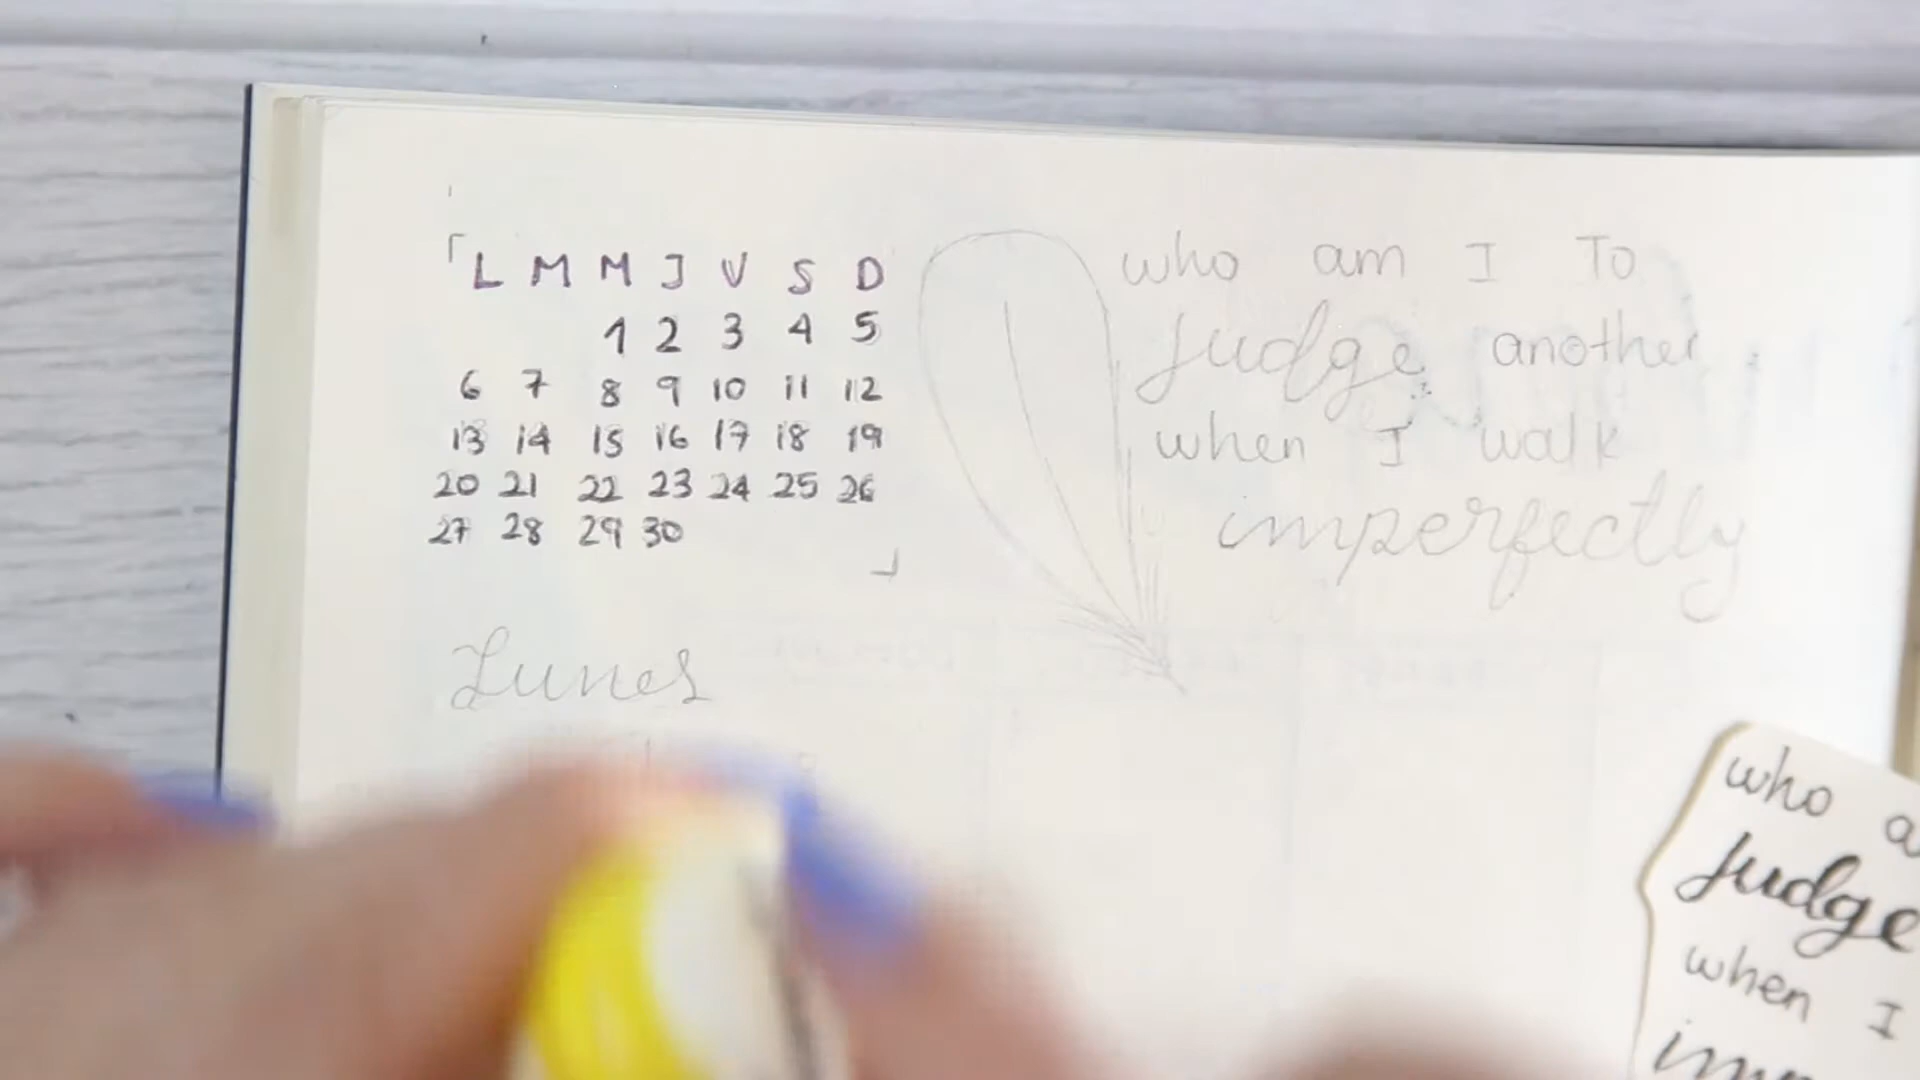 L M M J V S D
1 2 3 4 5
6 7 8 9 10 11 12
13 14 15 16 17 18 19
20 21 22 23 24 25 26
27 28 29 30
who am I To
judge another
when I walk
imperfectly
Lunes
who a
judge
when I
imp